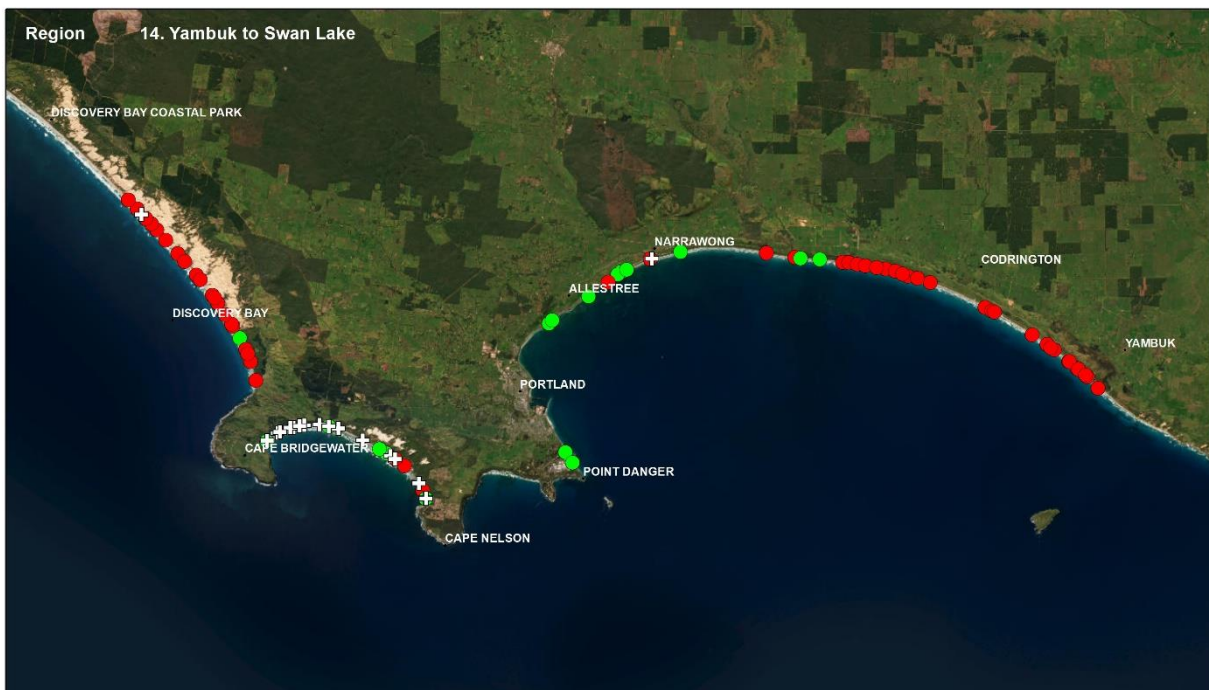 Region 14. Yambuk to Swan Lake
DISCOVERY BAY COASTAL PARK
NARRAWONG
CODRINGTON
ALLESTREE
DISCOVERY BAY
YAMBUK
PORTLAND
CAPE BRIDGEWATER
POINT DANGER
CAPE NELSON